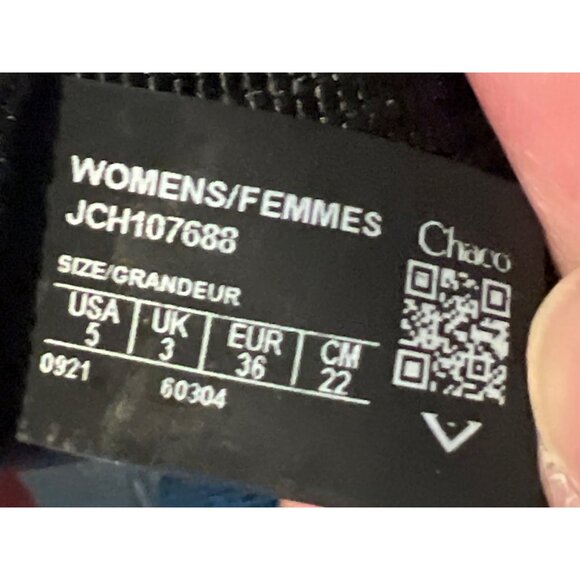 WOMENS/FEMMES
JCH107688
Chaco
SIZE/GRANDEUR
USA UK EUR CM
5 3 36 22
0921 60304